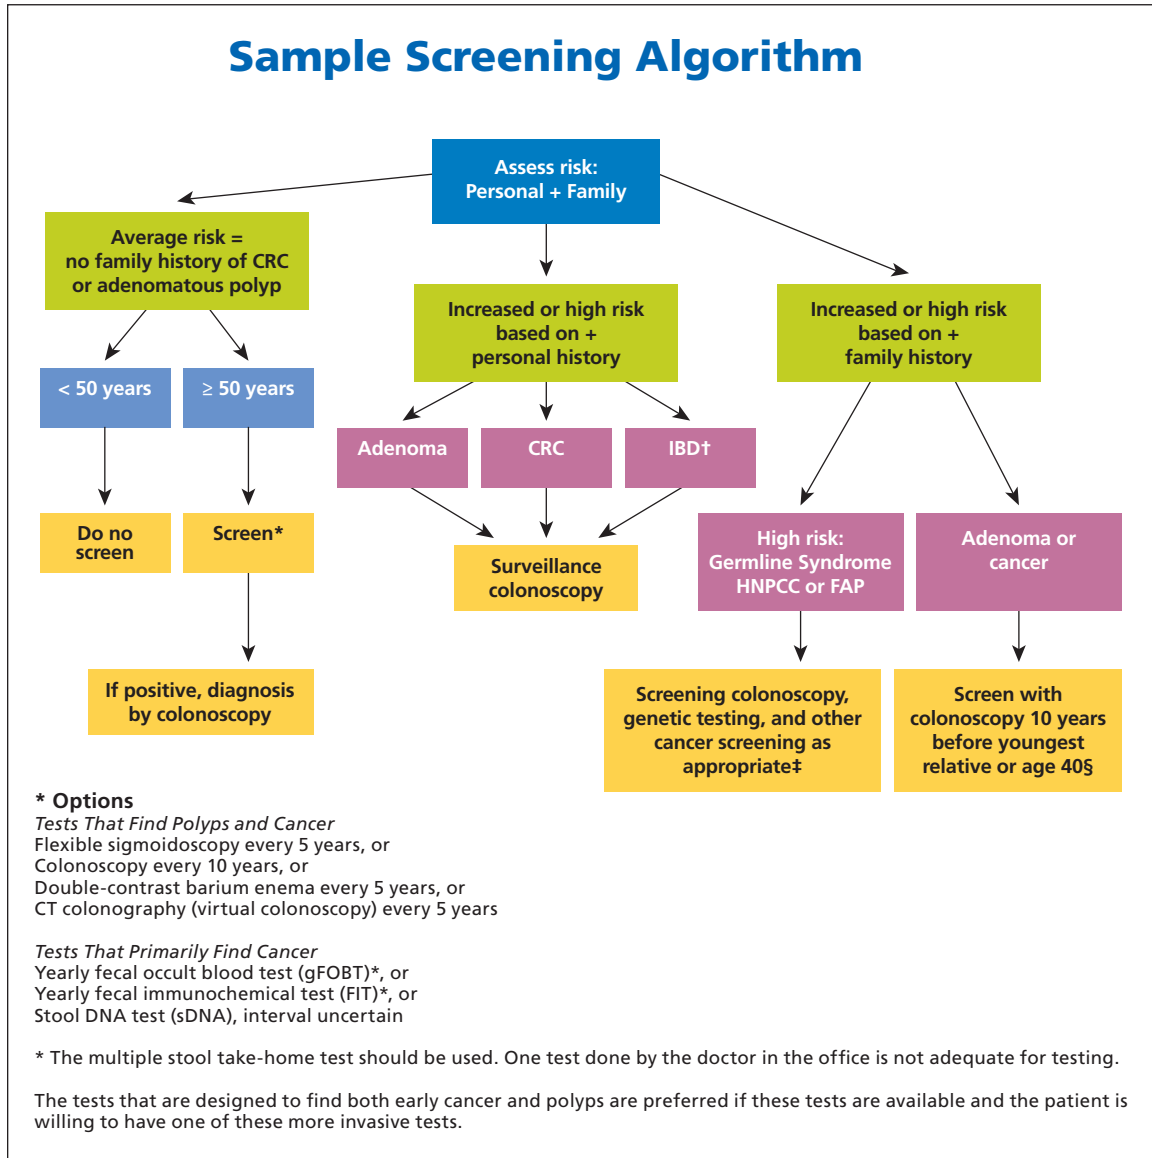 Sample Screening Algorithm
Assess risk:
Personal + Family
Average risk =
no family history of CRC
or adenomatous polyp
Increased or high risk
based on +
personal history
Increased or high risk
based on +
family history
< 50 years
≥ 50 years
Adenoma
CRC
IBD†
Do no
screen
Screen*
Surveillance
colonoscopy
High risk:
Germline Syndrome
HNPCC or FAP
Adenoma or
cancer
If positive, diagnosis
by colonoscopy
Screening colonoscopy,
genetic testing, and other
cancer screening as
appropriate‡
Screen with
colonoscopy 10 years
before youngest
relative or age 40§
* Options
Tests That Find Polyps and Cancer
Flexible sigmoidoscopy every 5 years, or
Colonoscopy every 10 years, or
Double-contrast barium enema every 5 years, or
CT colonography (virtual colonoscopy) every 5 years
Tests That Primarily Find Cancer
Yearly fecal occult blood test (gFOBT)*, or
Yearly fecal immunochemical test (FIT)*, or
Stool DNA test (sDNA), interval uncertain
* The multiple stool take-home test should be used. One test done by the doctor in the office is not adequate for testing.
The tests that are designed to find both early cancer and polyps are preferred if these tests are available and the patient is
willing to have one of these more invasive tests.